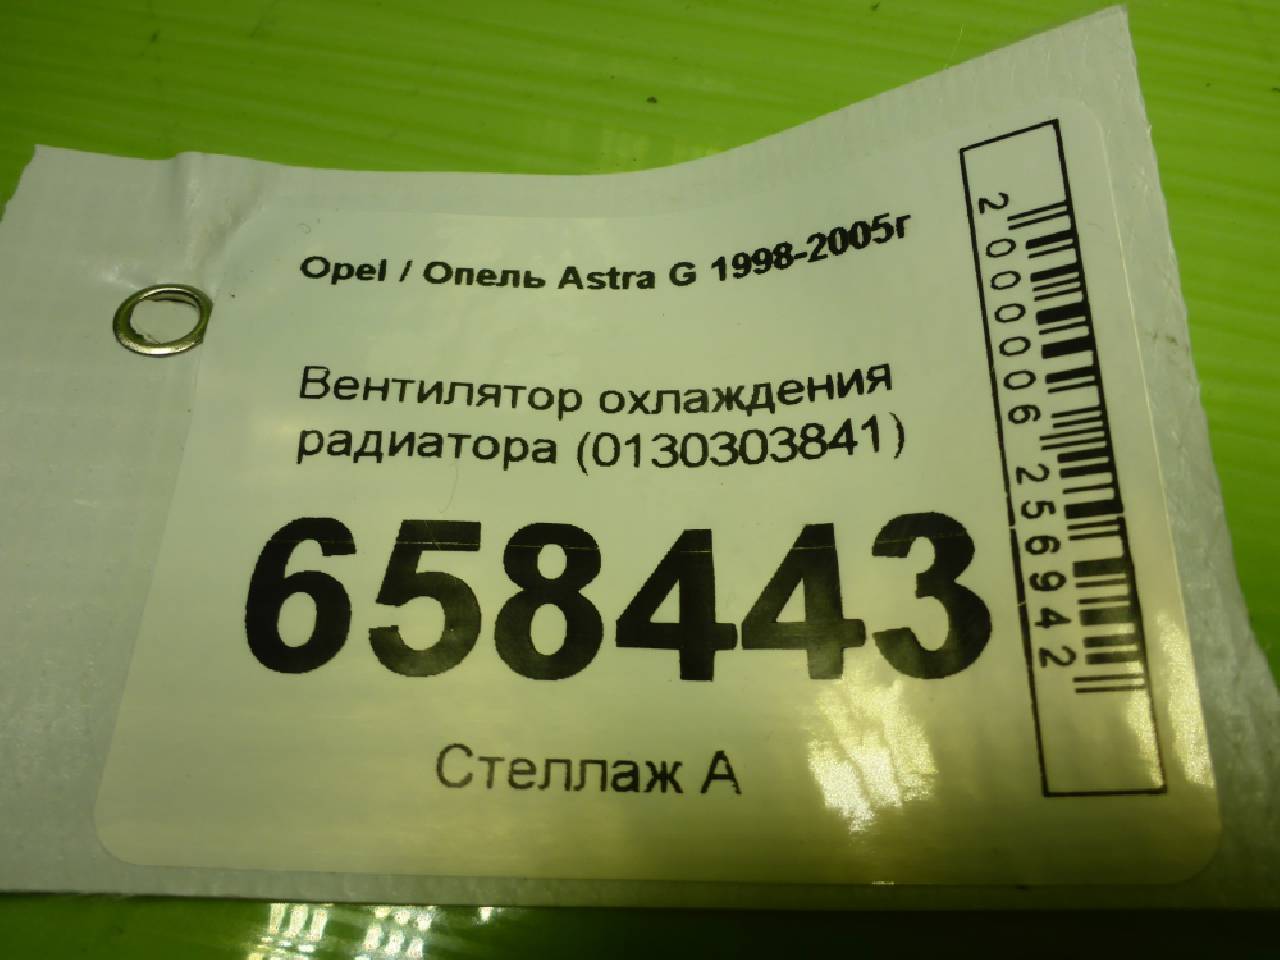 Opel / Опель Astra G 1998-2005г
Вентилятор охлаждения
радиатора (0130303841)
658443
Стеллаж А
2000006256942